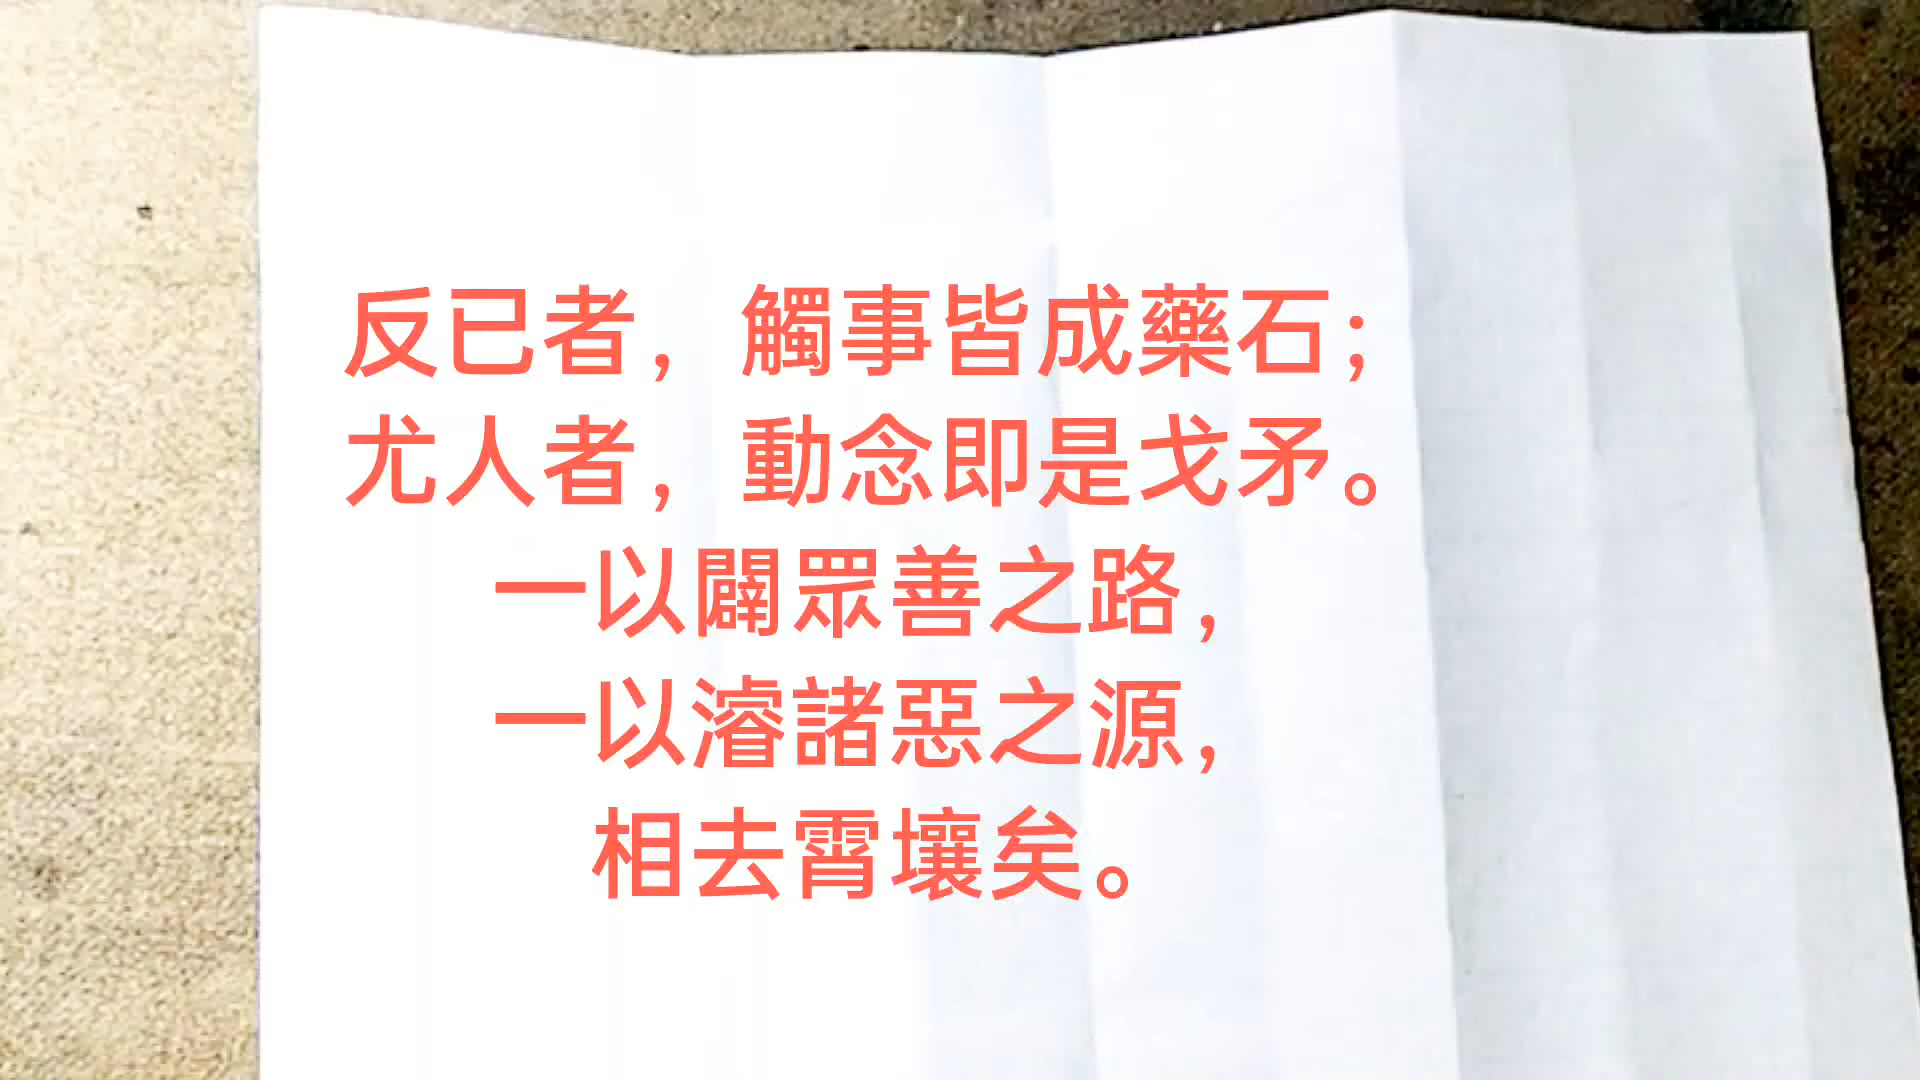 反已者，觸事皆成藥石；
尤人者，動念即是戈矛。
一以闢眾善之路，
一以濬諸惡之源，
相去霄壤矣。